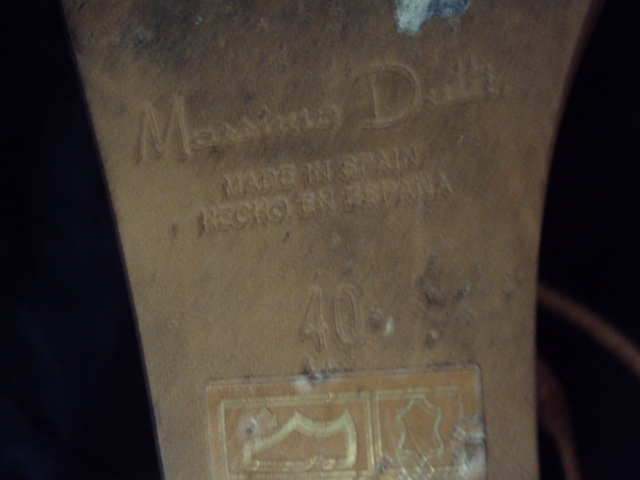 Massimo Dutti
MADE IN SPAIN
HECHO EN ESPAÑA
40